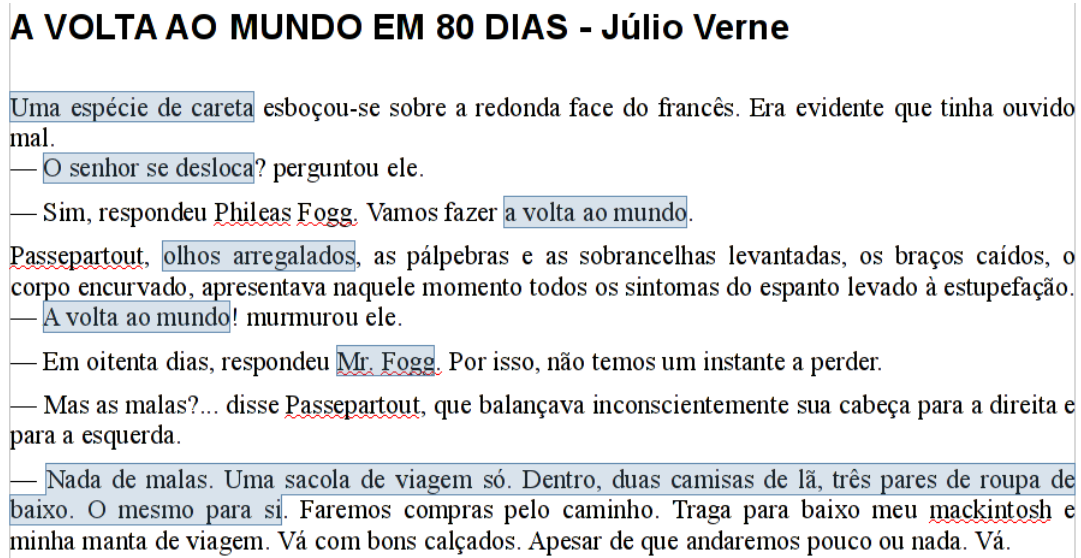 A VOLTA AO MUNDO EM 80 DIAS - Júlio Verne
Uma espécie de careta esboçou-se sobre a redonda face do francês. Era evidente que tinha ouvido
mal.
— O senhor se desloca? perguntou ele.
— Sim, respondeu Phileas Fogg. Vamos fazer a volta ao mundo.
Passepartout, olhos arregalados, as pálpebras e as sobrancelhas levantadas, os braços caídos, o
corpo encurvado, apresentava naquele momento todos os sintomas do espanto levado à estupefação.
— A volta ao mundo! murmurou ele.
— Em oitenta dias, respondeu Mr. Fogg. Por isso, não temos um instante a perder.
— Mas as malas?... disse Passepartout, que balançava inconscientemente sua cabeça para a direita e
para a esquerda.
— Nada de malas. Uma sacola de viagem só. Dentro, duas camisas de lã, três pares de roupa de
baixo. O mesmo para si. Faremos compras pelo caminho. Traga para baixo meu mackintosh e
minha manta de viagem. Vá com bons calçados. Apesar de que andaremos pouco ou nada. Vá.